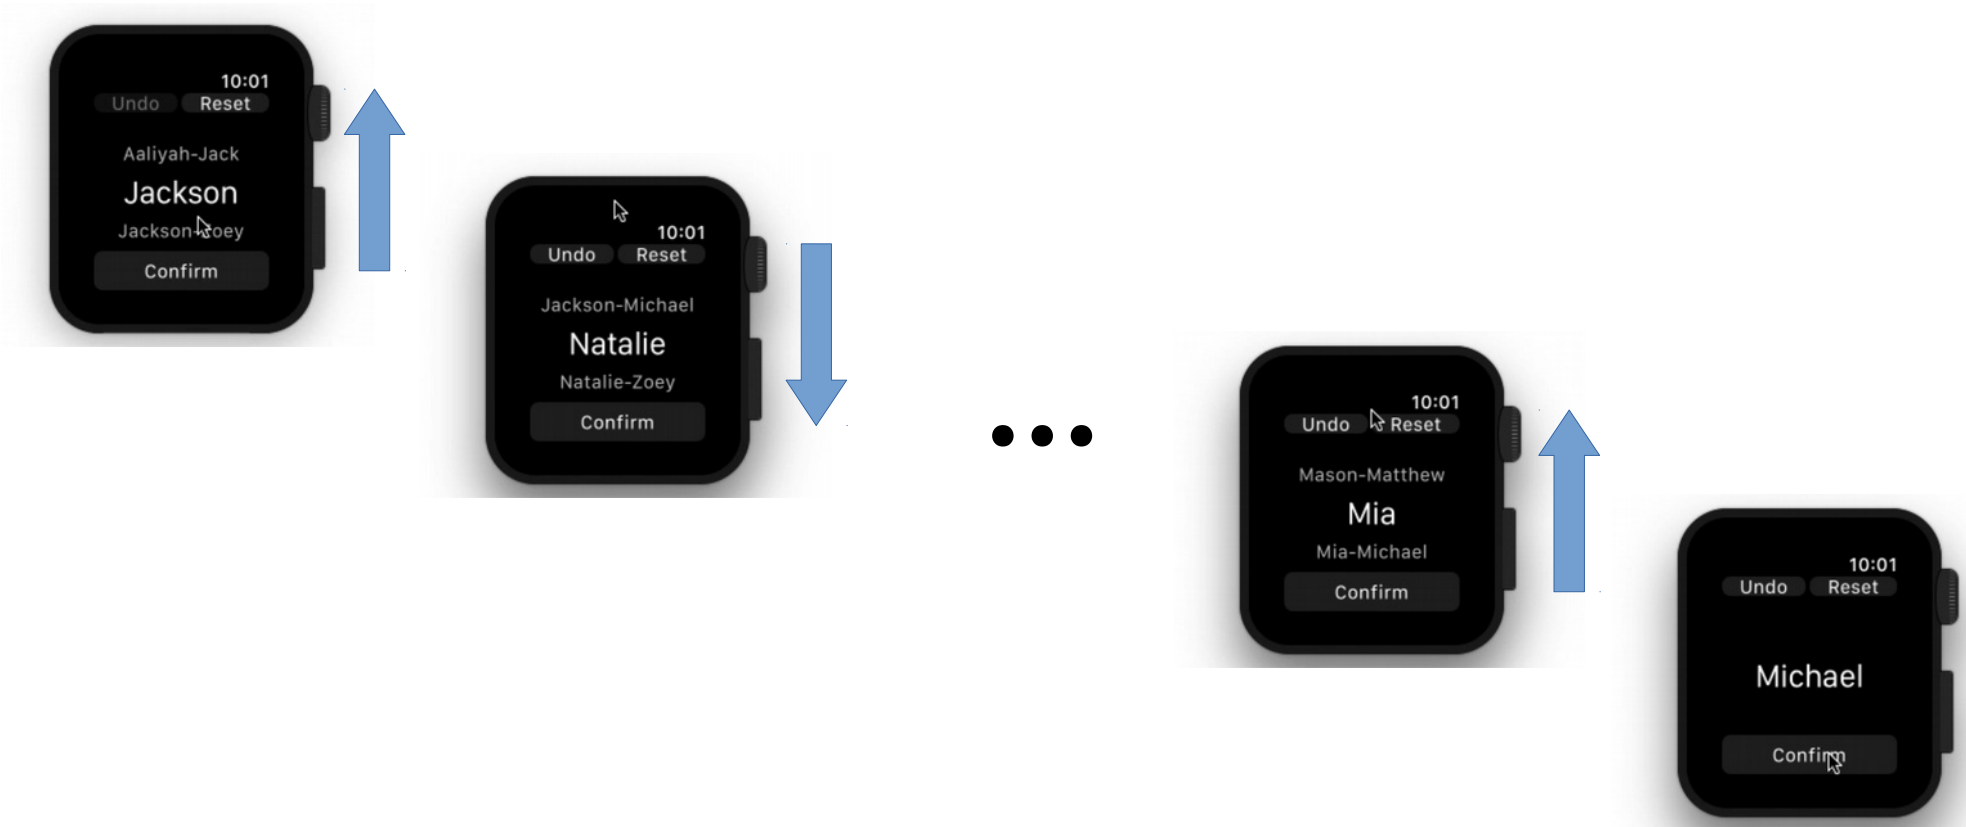 10:01
Undo Reset
Aaliyah-Jack
Jackson
Jackson-Zoey
Confirm
10:01
Undo Reset
Jackson-Michael
Natalie
Natalie-Zoey
Confirm
10:01
Undo Reset
Mason-Matthew
Mia
Mia-Michael
Confirm
10:01
Undo Reset
Michael
Confirm